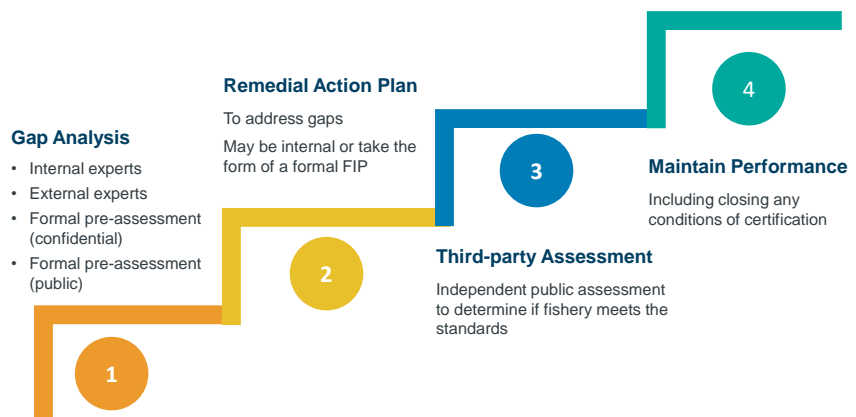 Gap Analysis
• Internal experts
• External experts
• Formal pre-assessment
(confidential)
• Formal pre-assessment
(public)
1
Remedial Action Plan
To address gaps
May be internal or take the
form of a formal FIP
2
3
Third-party Assessment
Independent public assessment
to determine if fishery meets the
standards
4
Maintain Performance
Including closing any
conditions of certification